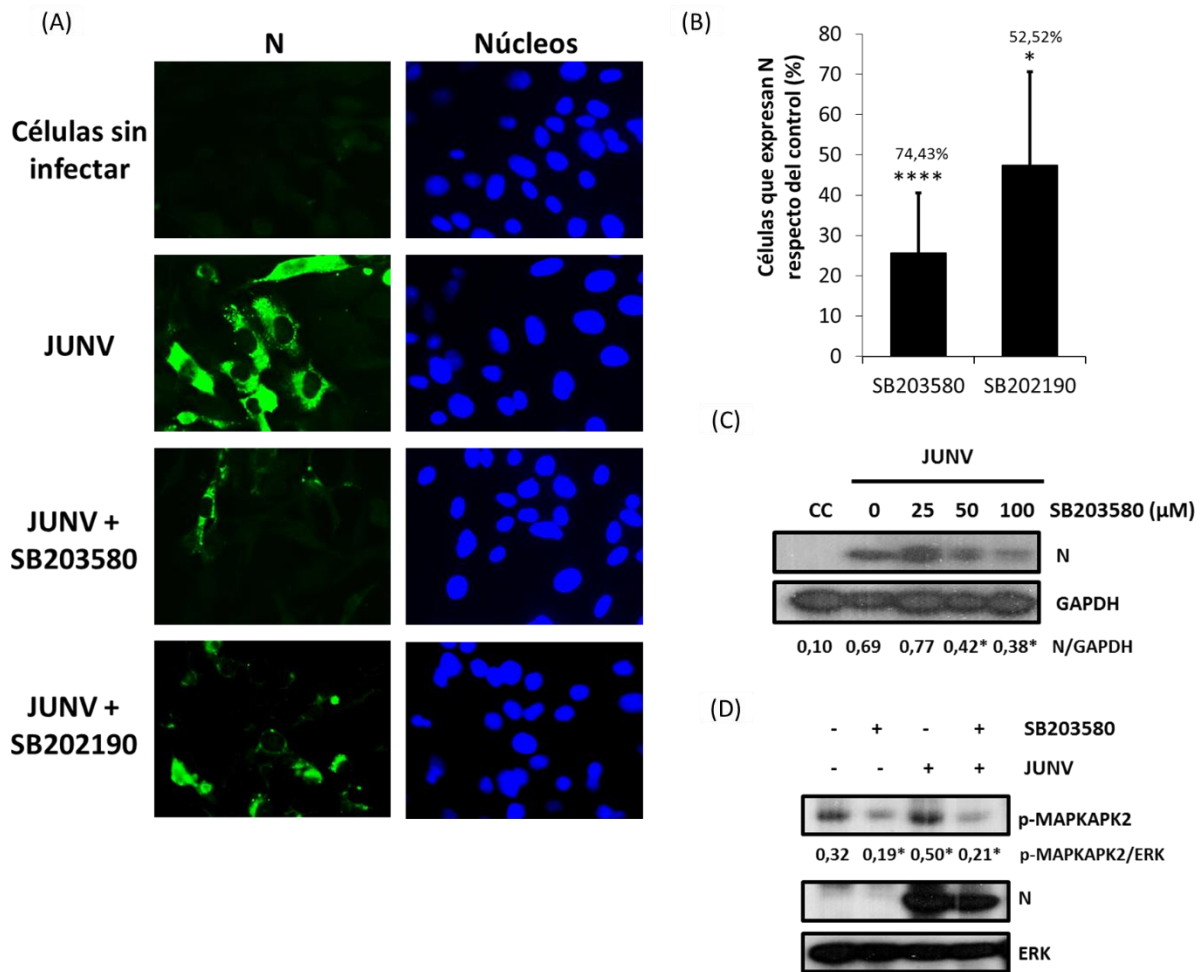 (A)
N
Núcleos
Células sin
infectar
JUNV
JUNV +
SB203580
JUNV +
SB202190
(B)
Células que expresan N
respecto del control (%)
80
70
60
50
40
30
20
10
0
74,43%
****
52,52%
*
SB203580
SB202190
(C)
JUNV
CC 0 25 50 100 SB203580 (µM)
N
GAPDH
0,10 0,69 0,77 0,42* 0,38* N/GAPDH
(D)
- + - + SB203580
- - + + JUNV
p-MAPKAPK2
0,32 0,19* 0,50* 0,21* p-MAPKAPK2/ERK
N
ERK